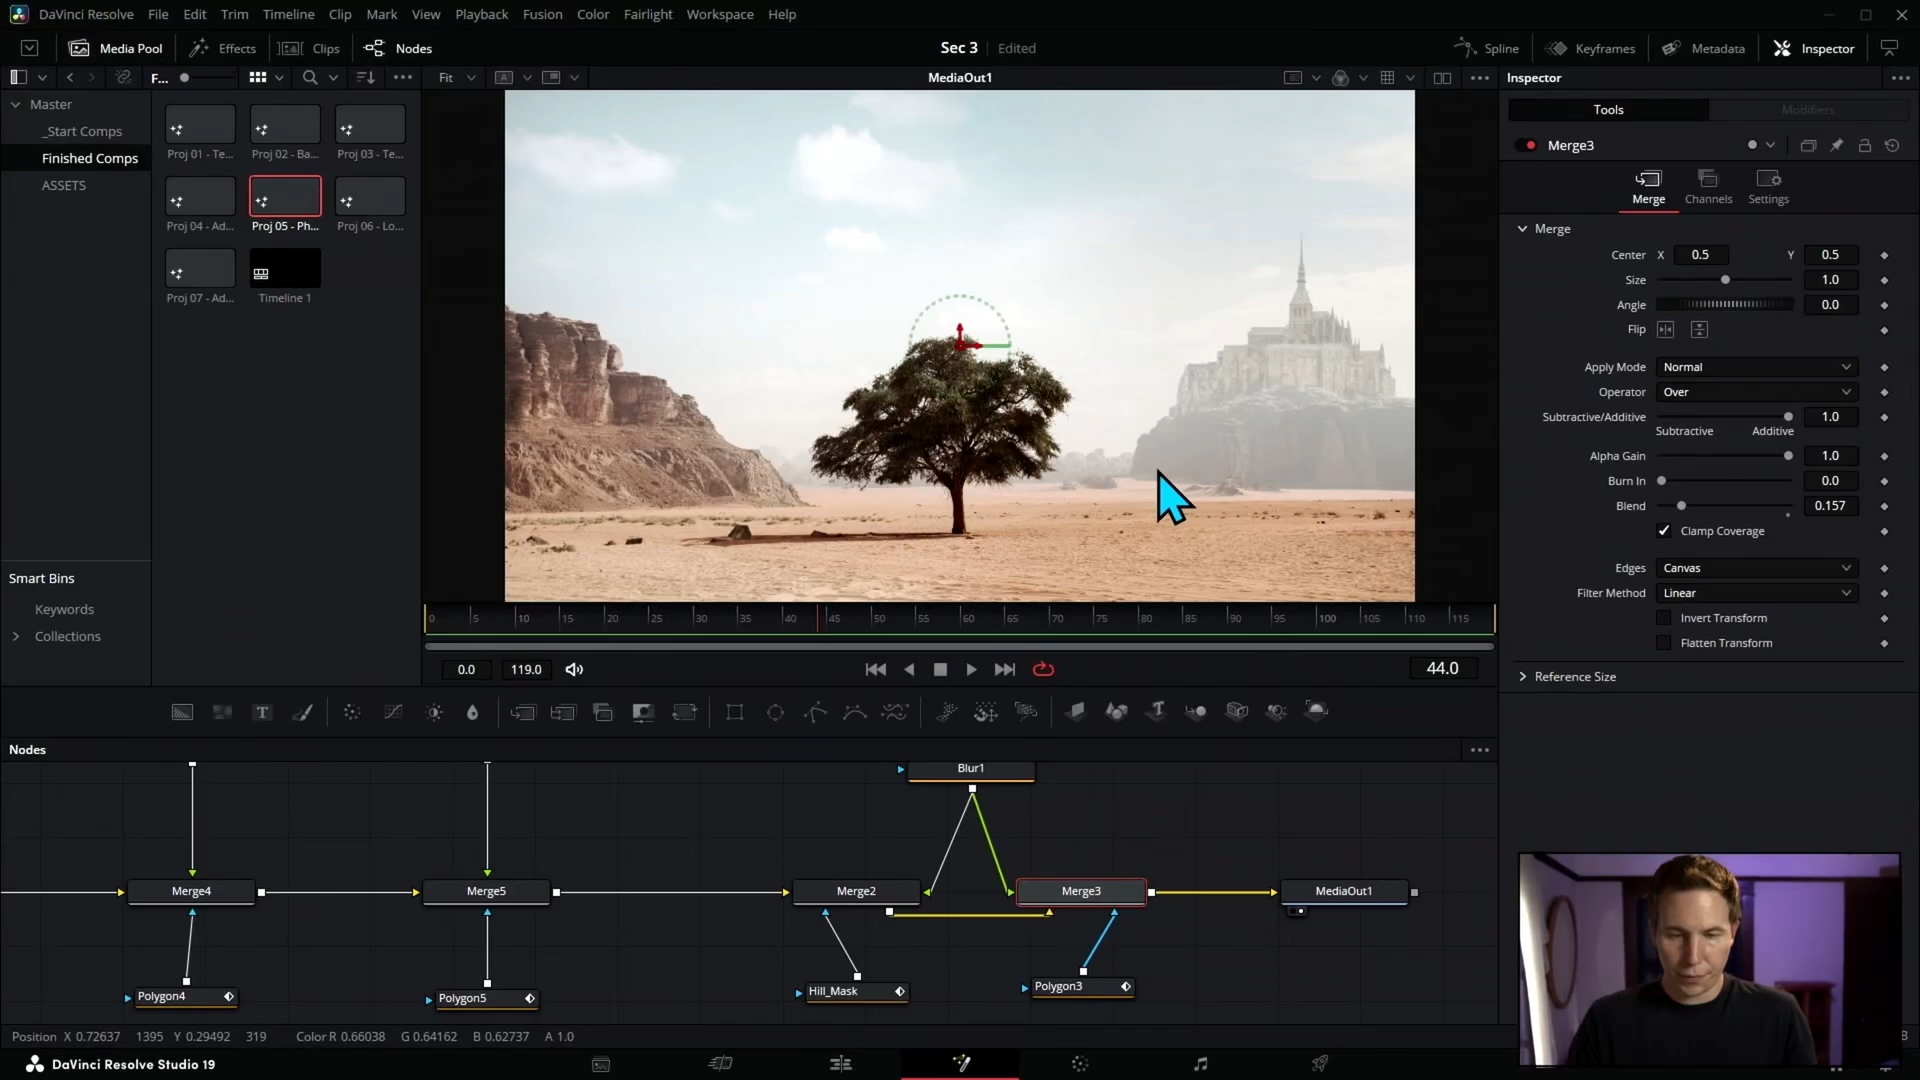 DaVinci Resolve File Edit Trim Timeline Clip Mark View Playback Fusion Color Fairlight Workspace Help
Media Pool Effects Clips Nodes Sec 3 Edited Spline Keyframes Metadata Inspector
F... Fit MediaOut1 Inspector
Master
_Start Comps
Finished Comps
ASSETS
Proj 01 - Te... Proj 02 - Ba... Proj 03 - Te...
Proj 04 - Ad... Proj 05 - Ph... Proj 06 - Lo...
Proj 07 - Ad... Timeline 1
Smart Bins
Keywords
Collections
0 5 10 15 20 25 30 35 40 45 50 55 60 65 70 75 80 85 90 95 100 105 110 115
0.0 119.0 44.0
Tools Modifiers
Merge3
Merge Channels Settings
Merge
Center X 0.5 Y 0.5
Size 1.0
Angle 0.0
Flip
Apply Mode Normal
Operator Over
Subtractive/Additive 1.0
Subtractive Additive
Alpha Gain 1.0
Burn In 0.0
Blend 0.157
Clamp Coverage
Edges Canvas
Filter Method Linear
Invert Transform
Flatten Transform
Reference Size
T
Nodes
Blur1
Merge4 Merge5 Merge2 Merge3 MediaOut1
Polygon4 Polygon5 Hill_Mask Polygon3
Position X 0.72637 1395 Y 0.29492 319 Color R 0.66038 G 0.64162 B 0.62737 A 1.0
DaVinci Resolve Studio 19